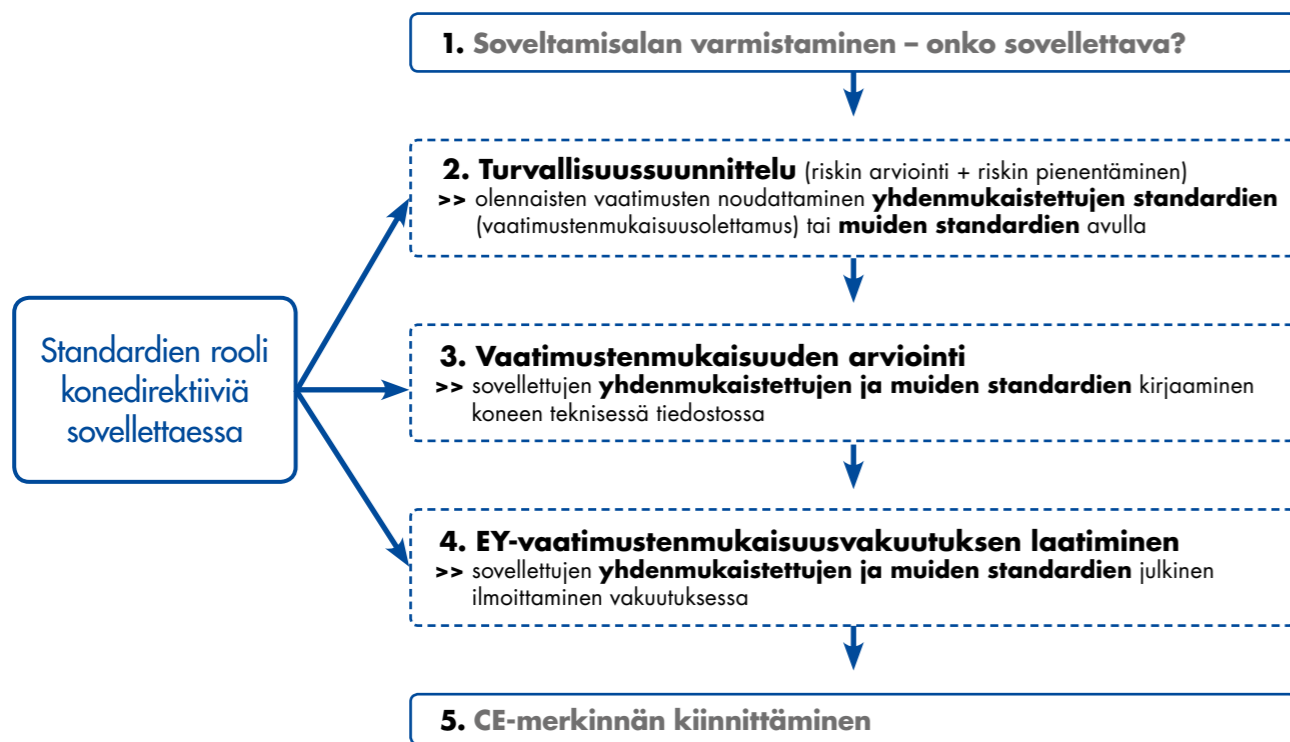 1. Soveltamisalan varmistaminen – onko sovellettava?
2. Turvallisuussuunnittelu (riskin arviointi + riskin pienentäminen)
>> olennaisten vaatimusten noudattaminen yhdenmukaistettujen standardien
(vaatimustenmukaisuusolettamus) tai muiden standardien avulla
Standardien rooli
konedirektiiviä
sovellettaessa
3. Vaatimustenmukaisuuden arviointi
>> sovellettujen yhdenmukaistettujen ja muiden standardien kirjaaminen
koneen teknisessä tiedostossa
4. EY-vaatimustenmukaisuusvakuutuksen laatiminen
>> sovellettujen yhdenmukaistettujen ja muiden standardien julkinen
ilmoittaminen vakuutuksessa
5. CE-merkinnän kiinnittäminen